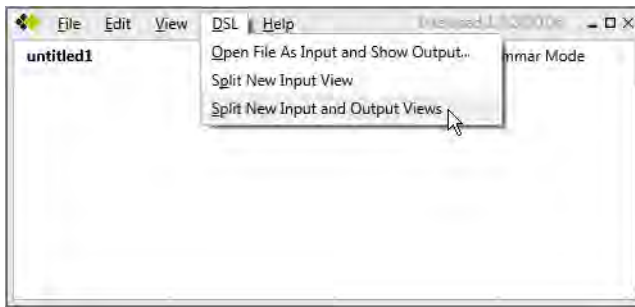 File Edit View DSL Help
untitled1 mmar Mode
Open File As Input and Show Output...
Split New Input View
Split New Input and Output Views